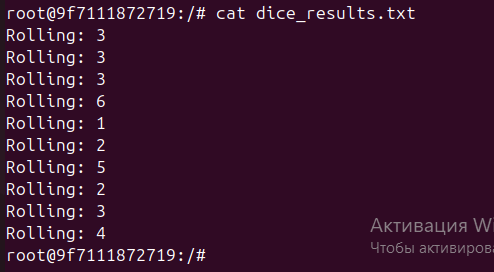 root@9f7111872719:/# cat dice_results.txt
Rolling: 3
Rolling: 3
Rolling: 3
Rolling: 6
Rolling: 1
Rolling: 2
Rolling: 5
Rolling: 2
Rolling: 3
Rolling: 4
root@9f7111872719:/#
Активация Wi
Чтобы активирова